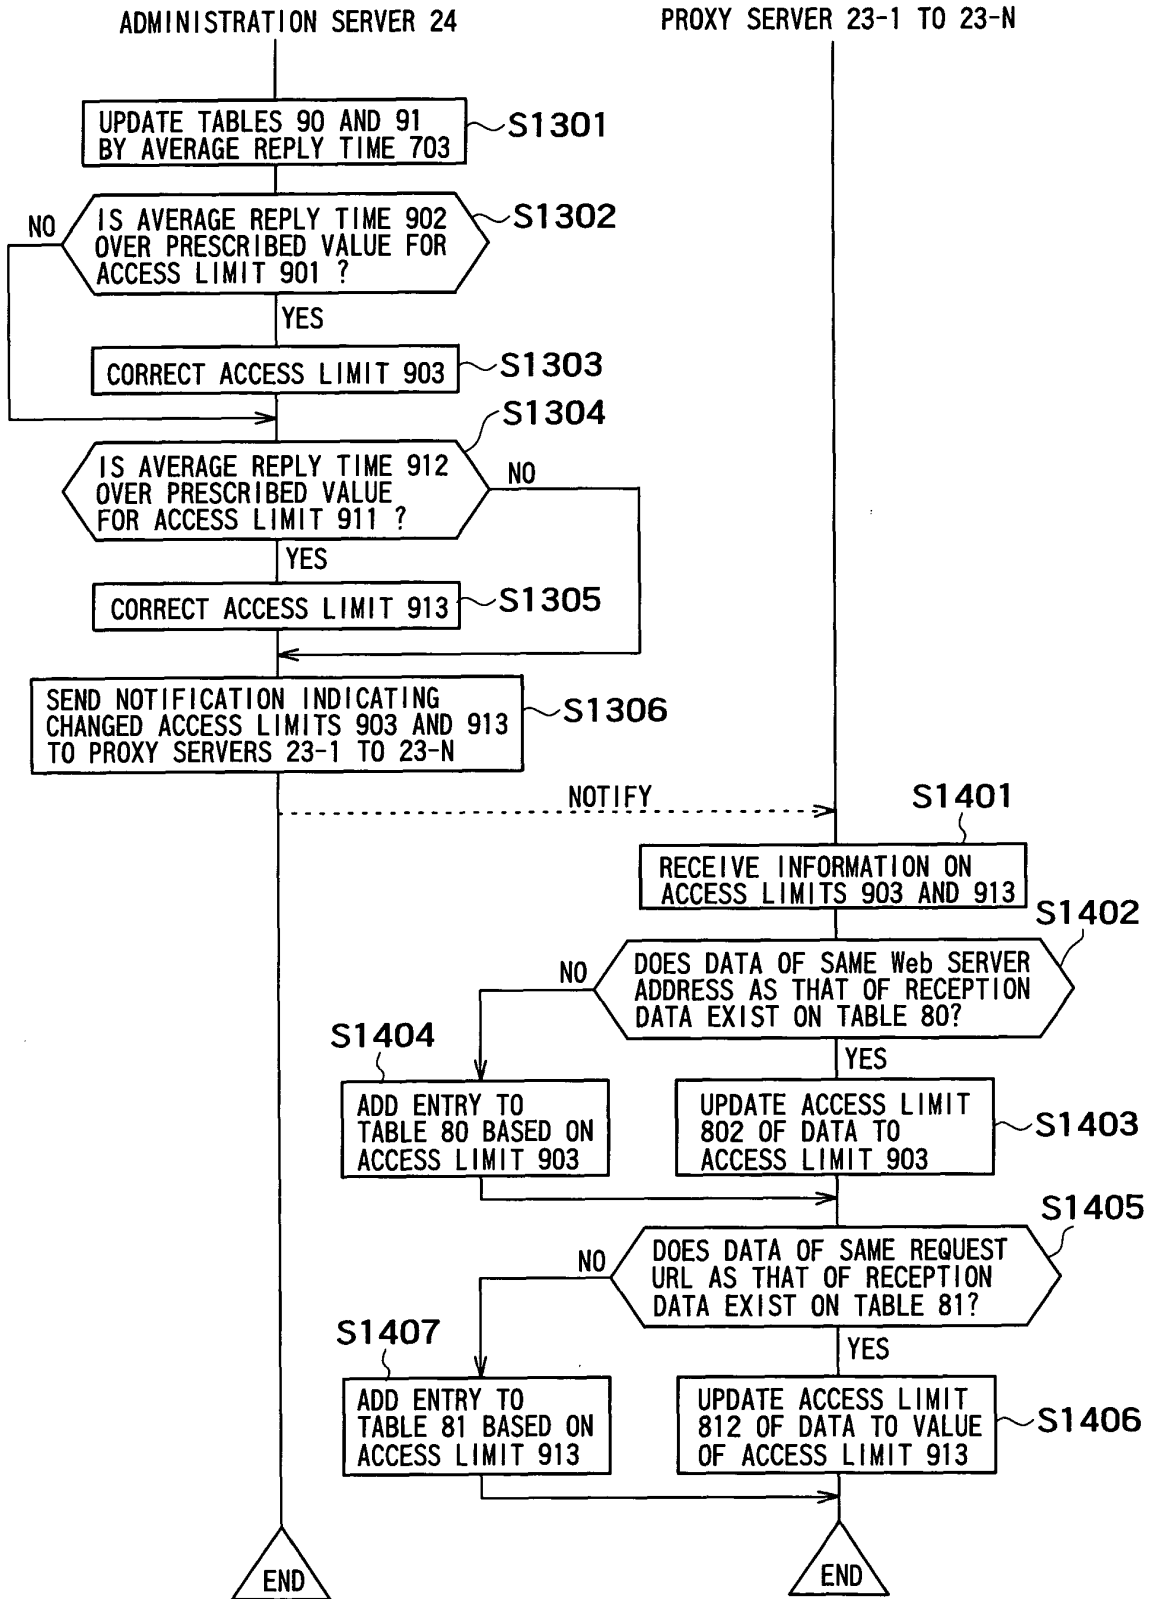 ADMINISTRATION SERVER 24
PROXY SERVER 23-1 TO 23-N
UPDATE TABLES 90 AND 91
BY AVERAGE REPLY TIME 703
S1301
IS AVERAGE REPLY TIME 902
OVER PRESCRIBED VALUE FOR
ACCESS LIMIT 901 ?
S1302
NO
YES
CORRECT ACCESS LIMIT 903
S1303
S1304
IS AVERAGE REPLY TIME 912
OVER PRESCRIBED VALUE
FOR ACCESS LIMIT 911 ?
NO
YES
CORRECT ACCESS LIMIT 913
S1305
SEND NOTIFICATION INDICATING
CHANGED ACCESS LIMITS 903 AND 913
TO PROXY SERVERS 23-1 TO 23-N
S1306
NOTIFY
S1401
RECEIVE INFORMATION ON
ACCESS LIMITS 903 AND 913
S1402
DOES DATA OF SAME Web SERVER
ADDRESS AS THAT OF RECEPTION
DATA EXIST ON TABLE 80?
NO
YES
S1404
ADD ENTRY TO
TABLE 80 BASED ON
ACCESS LIMIT 903
UPDATE ACCESS LIMIT
802 OF DATA TO
ACCESS LIMIT 903
S1403
S1405
DOES DATA OF SAME REQUEST
URL AS THAT OF RECEPTION
DATA EXIST ON TABLE 81?
NO
YES
S1407
ADD ENTRY TO
TABLE 81 BASED ON
ACCESS LIMIT 913
UPDATE ACCESS LIMIT
812 OF DATA TO VALUE
OF ACCESS LIMIT 913
S1406
END
END